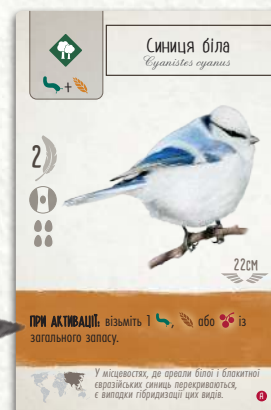 Синиця біла
Cyanistes cyanus
+
2
22СМ
ПРИ АКТИВАЦІЇ: візьміть 1 , або із
загального запасу.
У місцевостях, де ареали білої і блакитної
євразійських синиць перекриваються,
є випадки гібридизації цих видів.